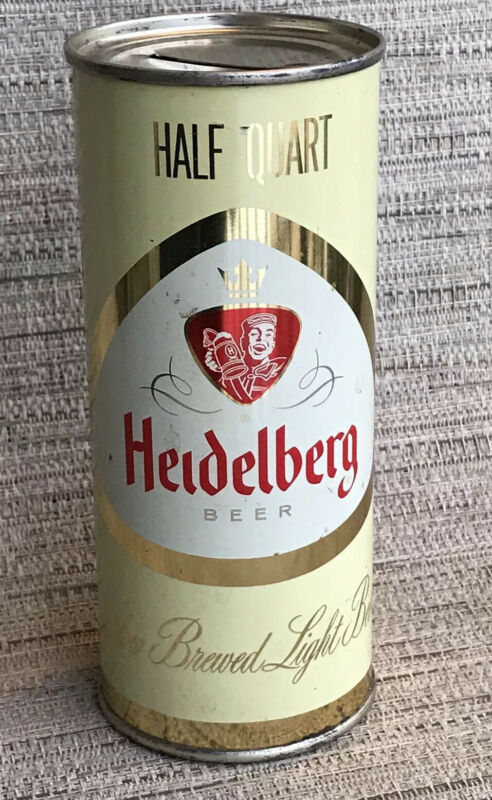 HALF QUART
H
Heidelberg
®
BEER
Brewed Light